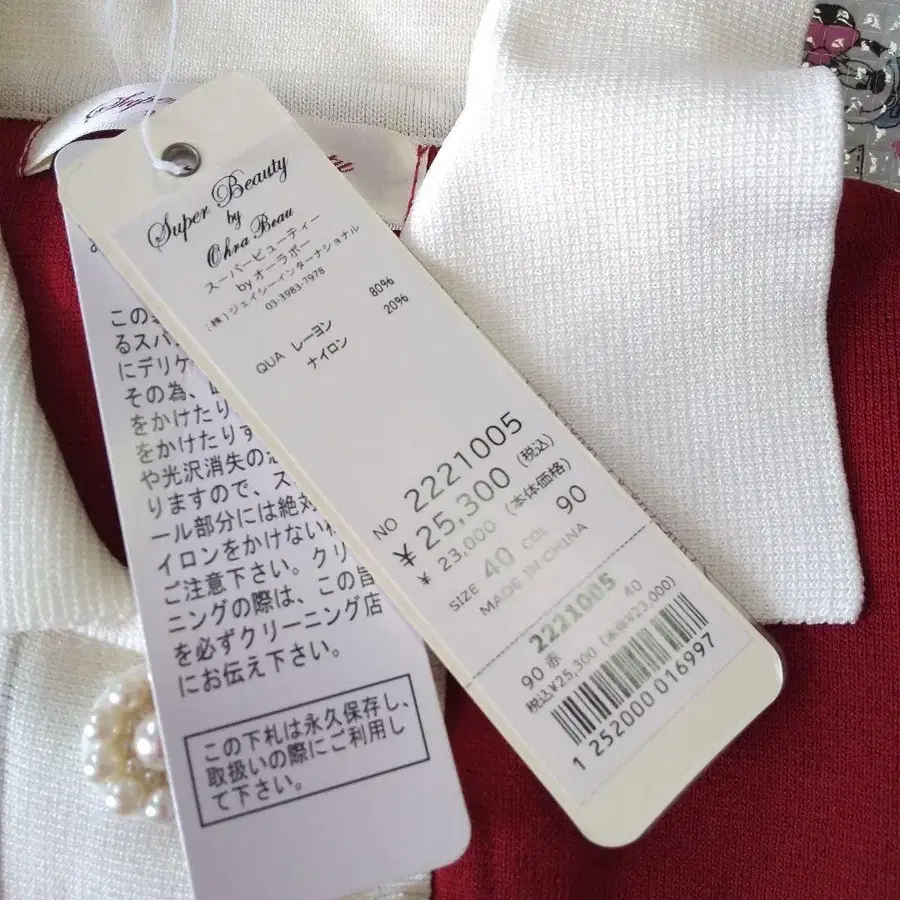 Super Beauty
by
Ohra Beau
スーパービューティー
by オーラボー
(株)ジェイシーインターナショナル
03-3983-7978
QUA レーヨン 80%
ナイロン 20%
NO 2221005
¥25,300 (税込)
¥ 23,000 (本体価格)
SIZE 40 COL 90
MADE IN CHINA
2221005
90 赤 40
税込¥25,300 (本体¥23,000)
1 252000 016997
この
るスパ
にデリケ
その為、
をかけたり
をかけたりす
や光沢消失の
りますので、ス
ール部分には絶対
イロンをかけない
ご注意下さい。クリ
ニングの際は、この旨
を必ずクリーニング店
にお伝え下さい。
この下札は永久保存し、
取扱いの際にご利用し
て下さい。